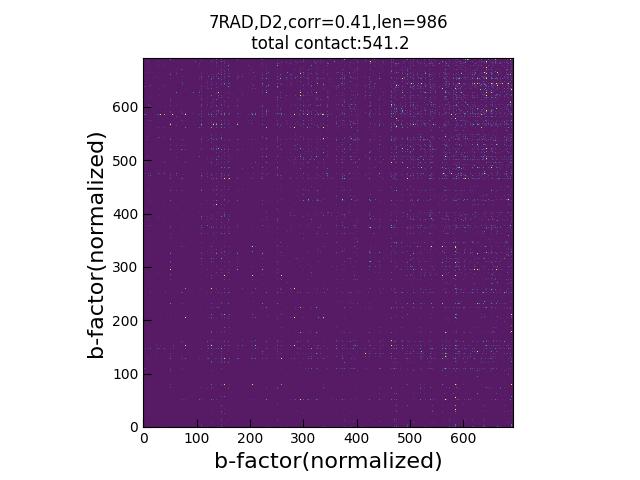 7RAD,D2,corr=0.41,len=986
total contact:541.2
b-factor(normalized)
600
500
400
300
200
100
0
0 100 200 300 400 500 600
b-factor(normalized)